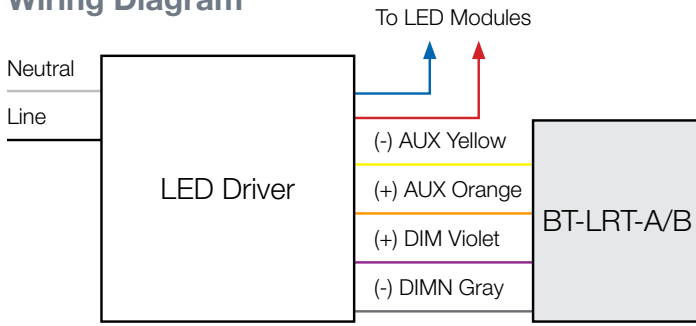 Wiring Diagram
To LED Modules
Neutral
Line
LED Driver
(-) AUX Yellow
(+) AUX Orange
(+) DIM Violet
(-) DIMN Gray
BT-LRT-A/B